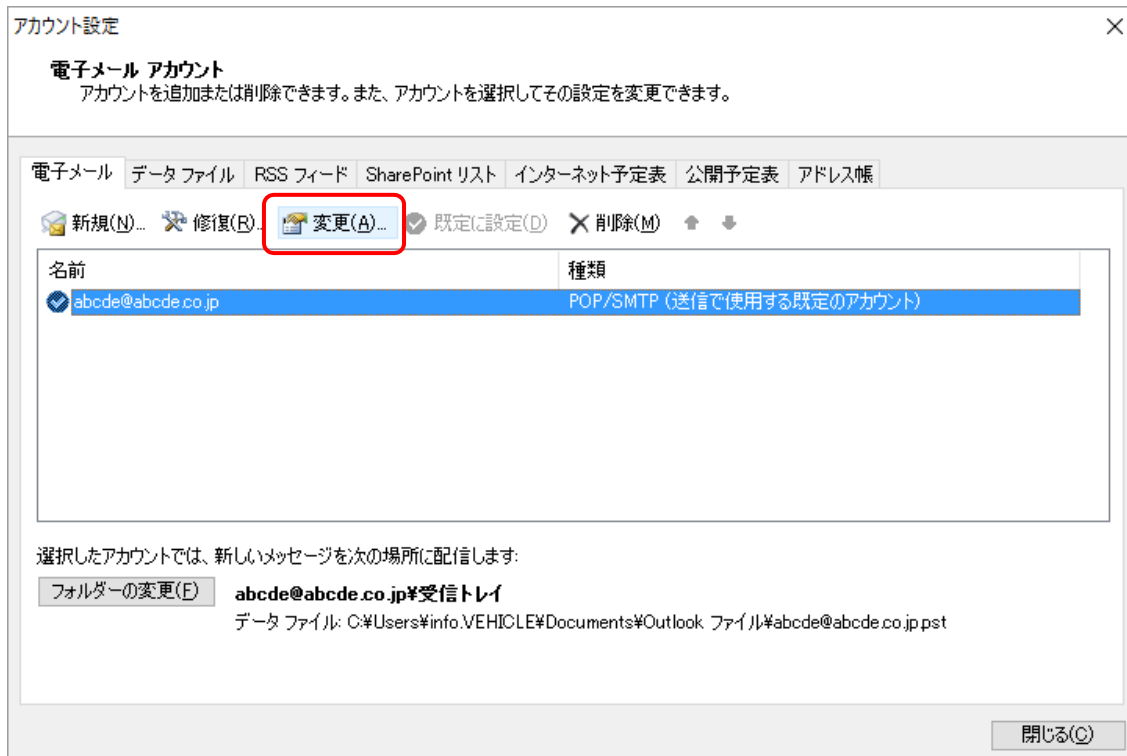 アカウント設定
電子メール アカウント
アカウントを追加または削除できます。また、アカウントを選択してその設定を変更できます。
電子メール データ ファイル RSS フィード SharePoint リスト インターネット予定表 公開予定表 アドレス帳
新規(N)... 修復(R)... 変更(A)... 既定に設定(D) 削除(M)
名前 種類
abcde@abcde.co.jp POP/SMTP (送信で使用する既定のアカウント)
選択したアカウントでは、新しいメッセージを次の場所に配信します:
フォルダーの変更(F) abcde@abcde.co.jp¥受信トレイ
データ ファイル: C:¥Users¥info.VEHICLE¥Documents¥Outlook ファイル¥abcde@abcde.co.jp.pst
閉じる(C)